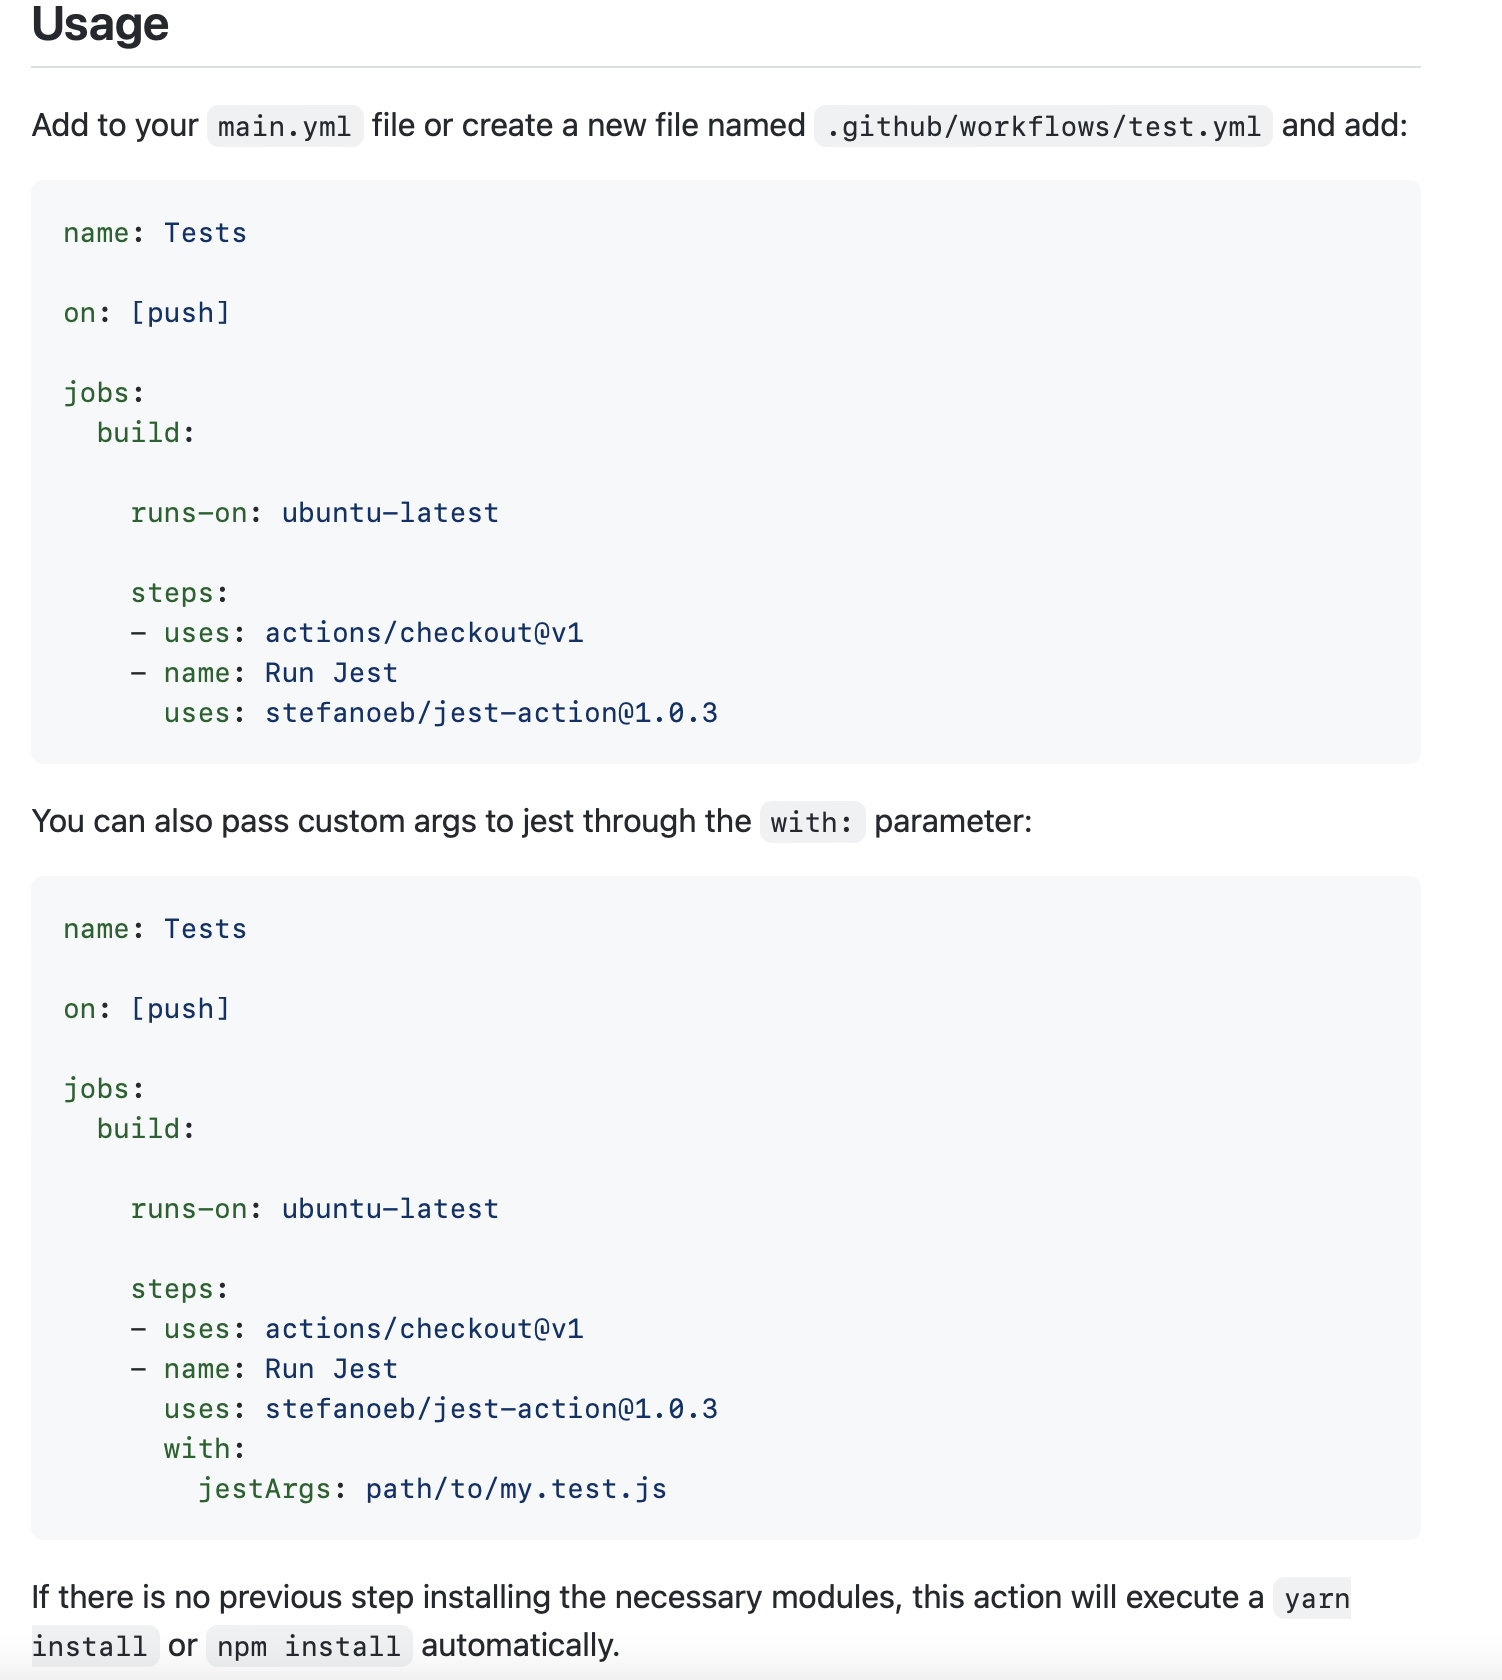 Usage
Add to your main.yml file or create a new file named .github/workflows/test.yml and add:
name: Tests
on: [push]
jobs:
  build:
    runs-on: ubuntu-latest
    steps:
    - uses: actions/checkout@v1
    - name: Run Jest
      uses: stefanoeb/jest-action@1.0.3
You can also pass custom args to jest through the with: parameter:
name: Tests
on: [push]
jobs:
  build:
    runs-on: ubuntu-latest
    steps:
    - uses: actions/checkout@v1
    - name: Run Jest
      uses: stefanoeb/jest-action@1.0.3
      with:
        jestArgs: path/to/my.test.js
If there is no previous step installing the necessary modules, this action will execute a yarn
install or npm install automatically.